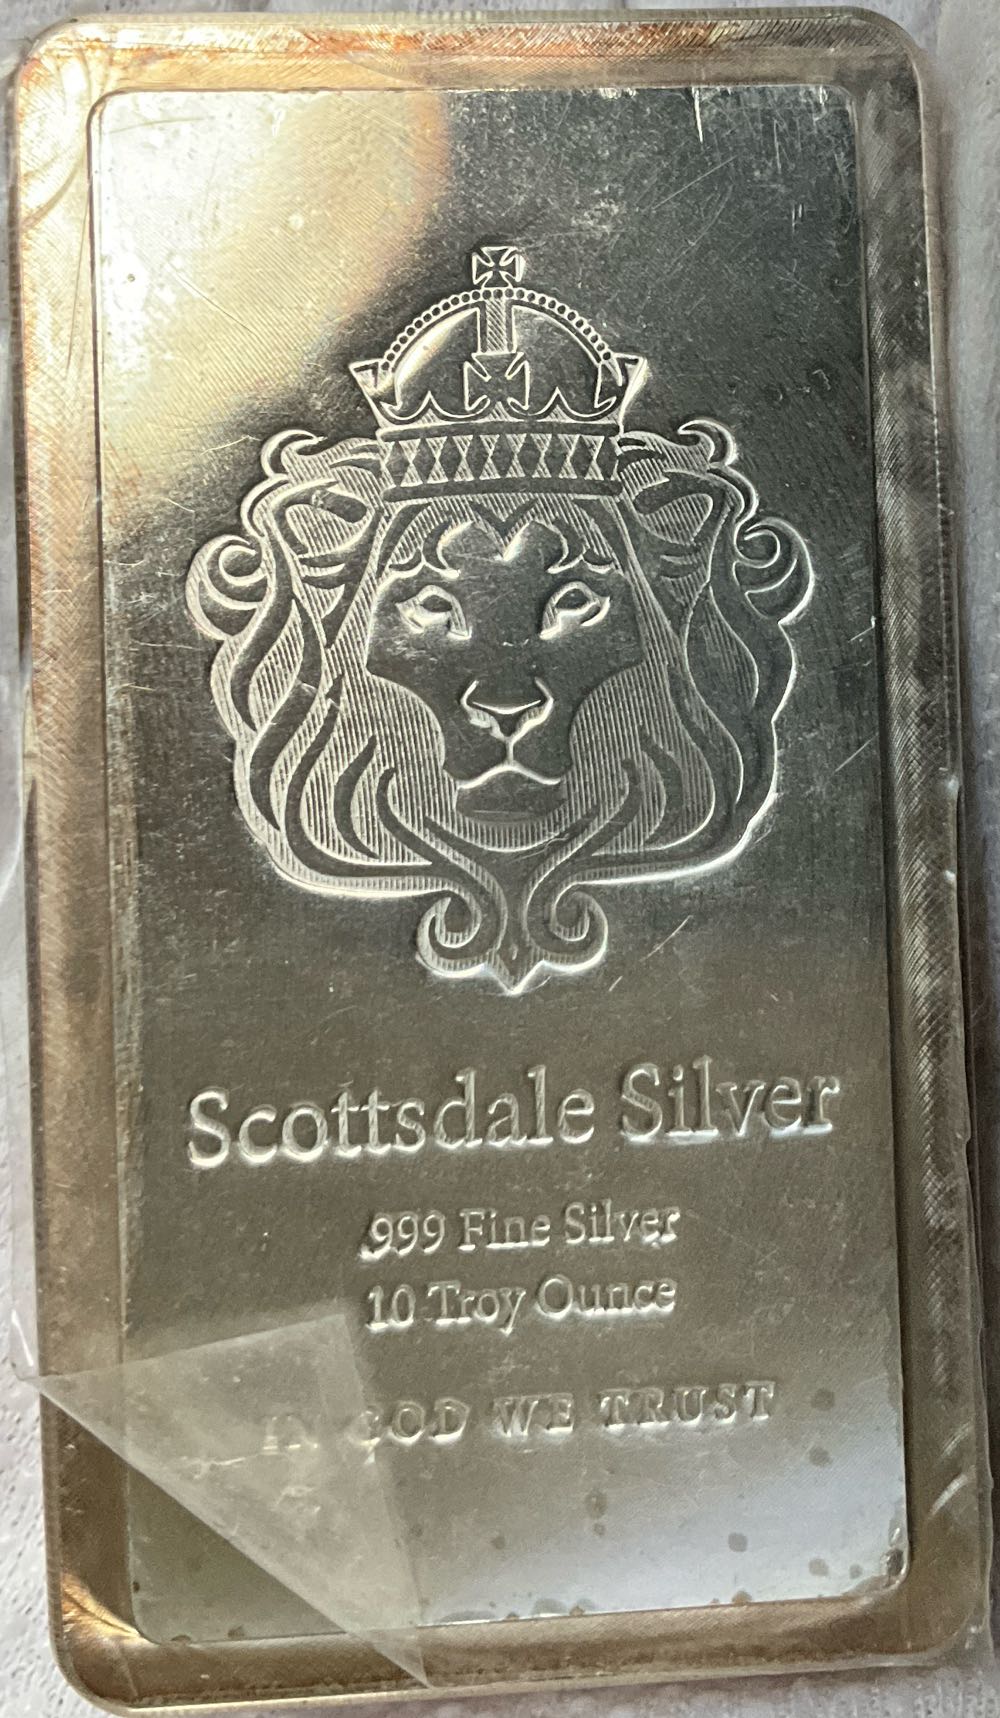 Scottsdale Silver
.999 Fine Silver
10 Troy Ounce
IN GOD WE TRUST